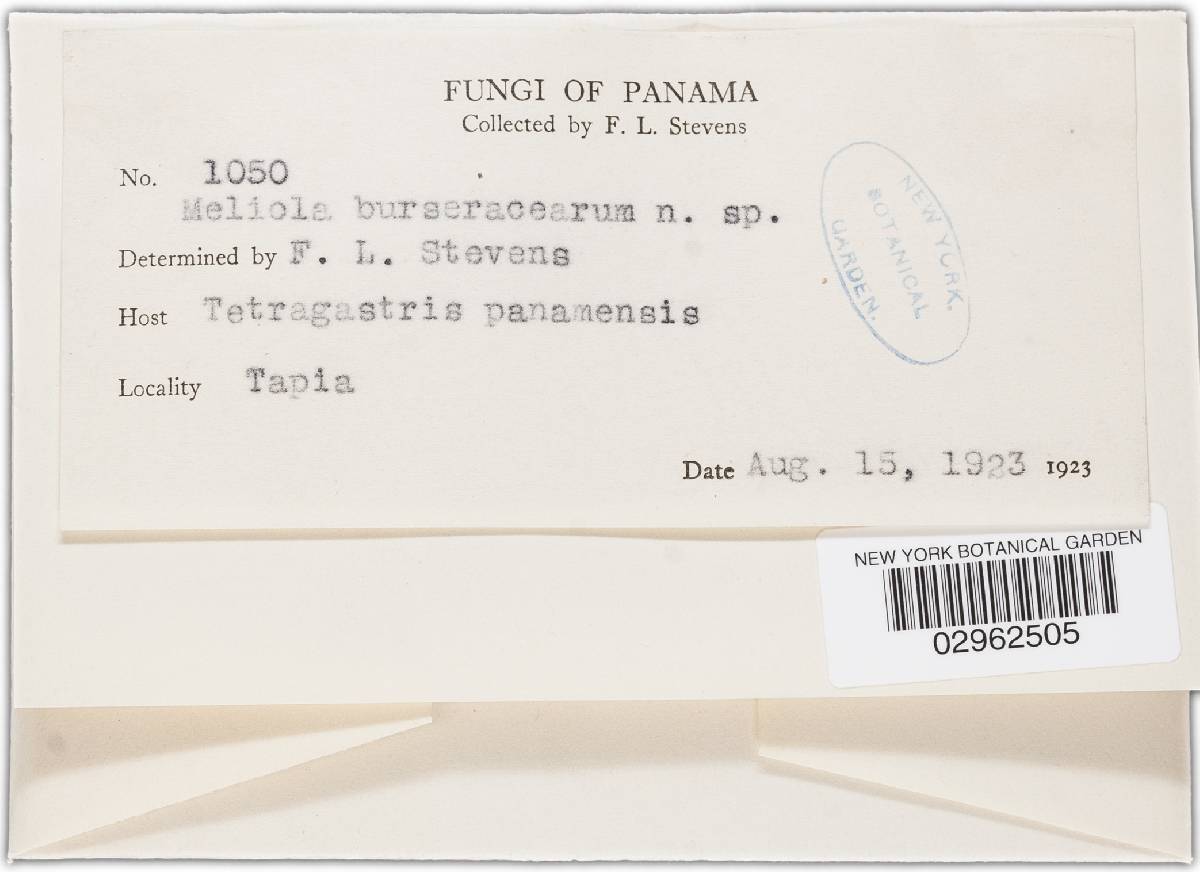 FUNGI OF PANAMA
Collected by F. L. Stevens
No. 1050
Meliola burseracearum n. sp.
Determined by F. L. Stevens
Host Tetragastris panamensis
Locality Tapia
Date Aug. 15, 1923 1923
NEW YORK.
BOTANICAL
GARDEN.
NEW YORK BOTANICAL GARDEN
02962505